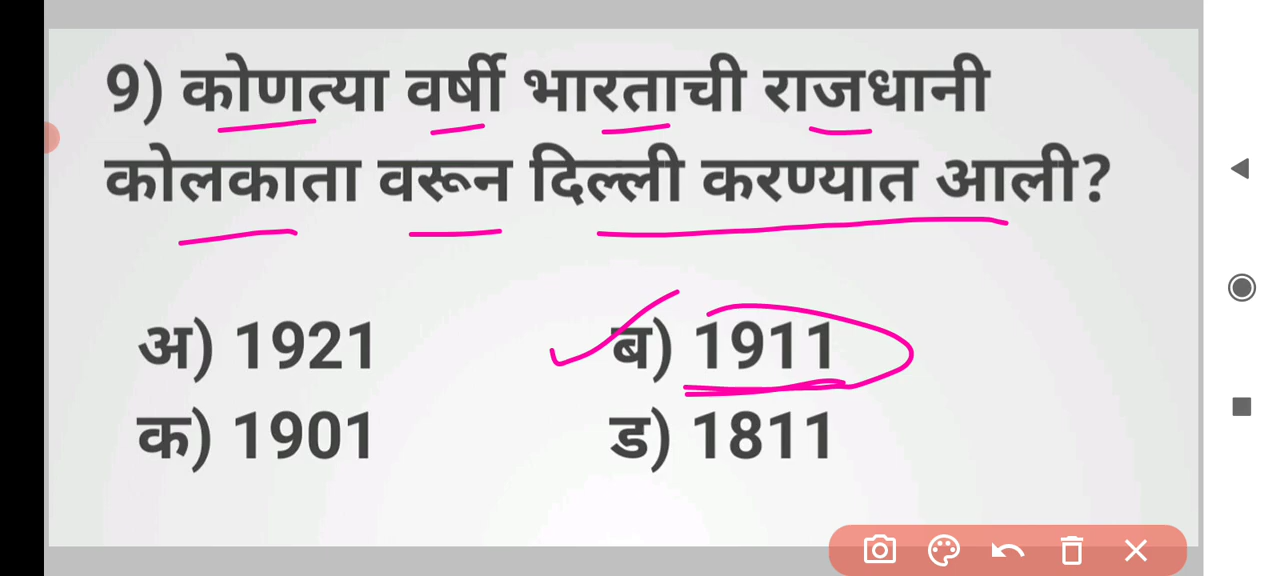 9) कोणत्या वर्षी भारताची राजधानी
कोलकाता वरून दिल्ली करण्यात आली?
अ) 1921 ब) 1911
क) 1901 ड) 1811